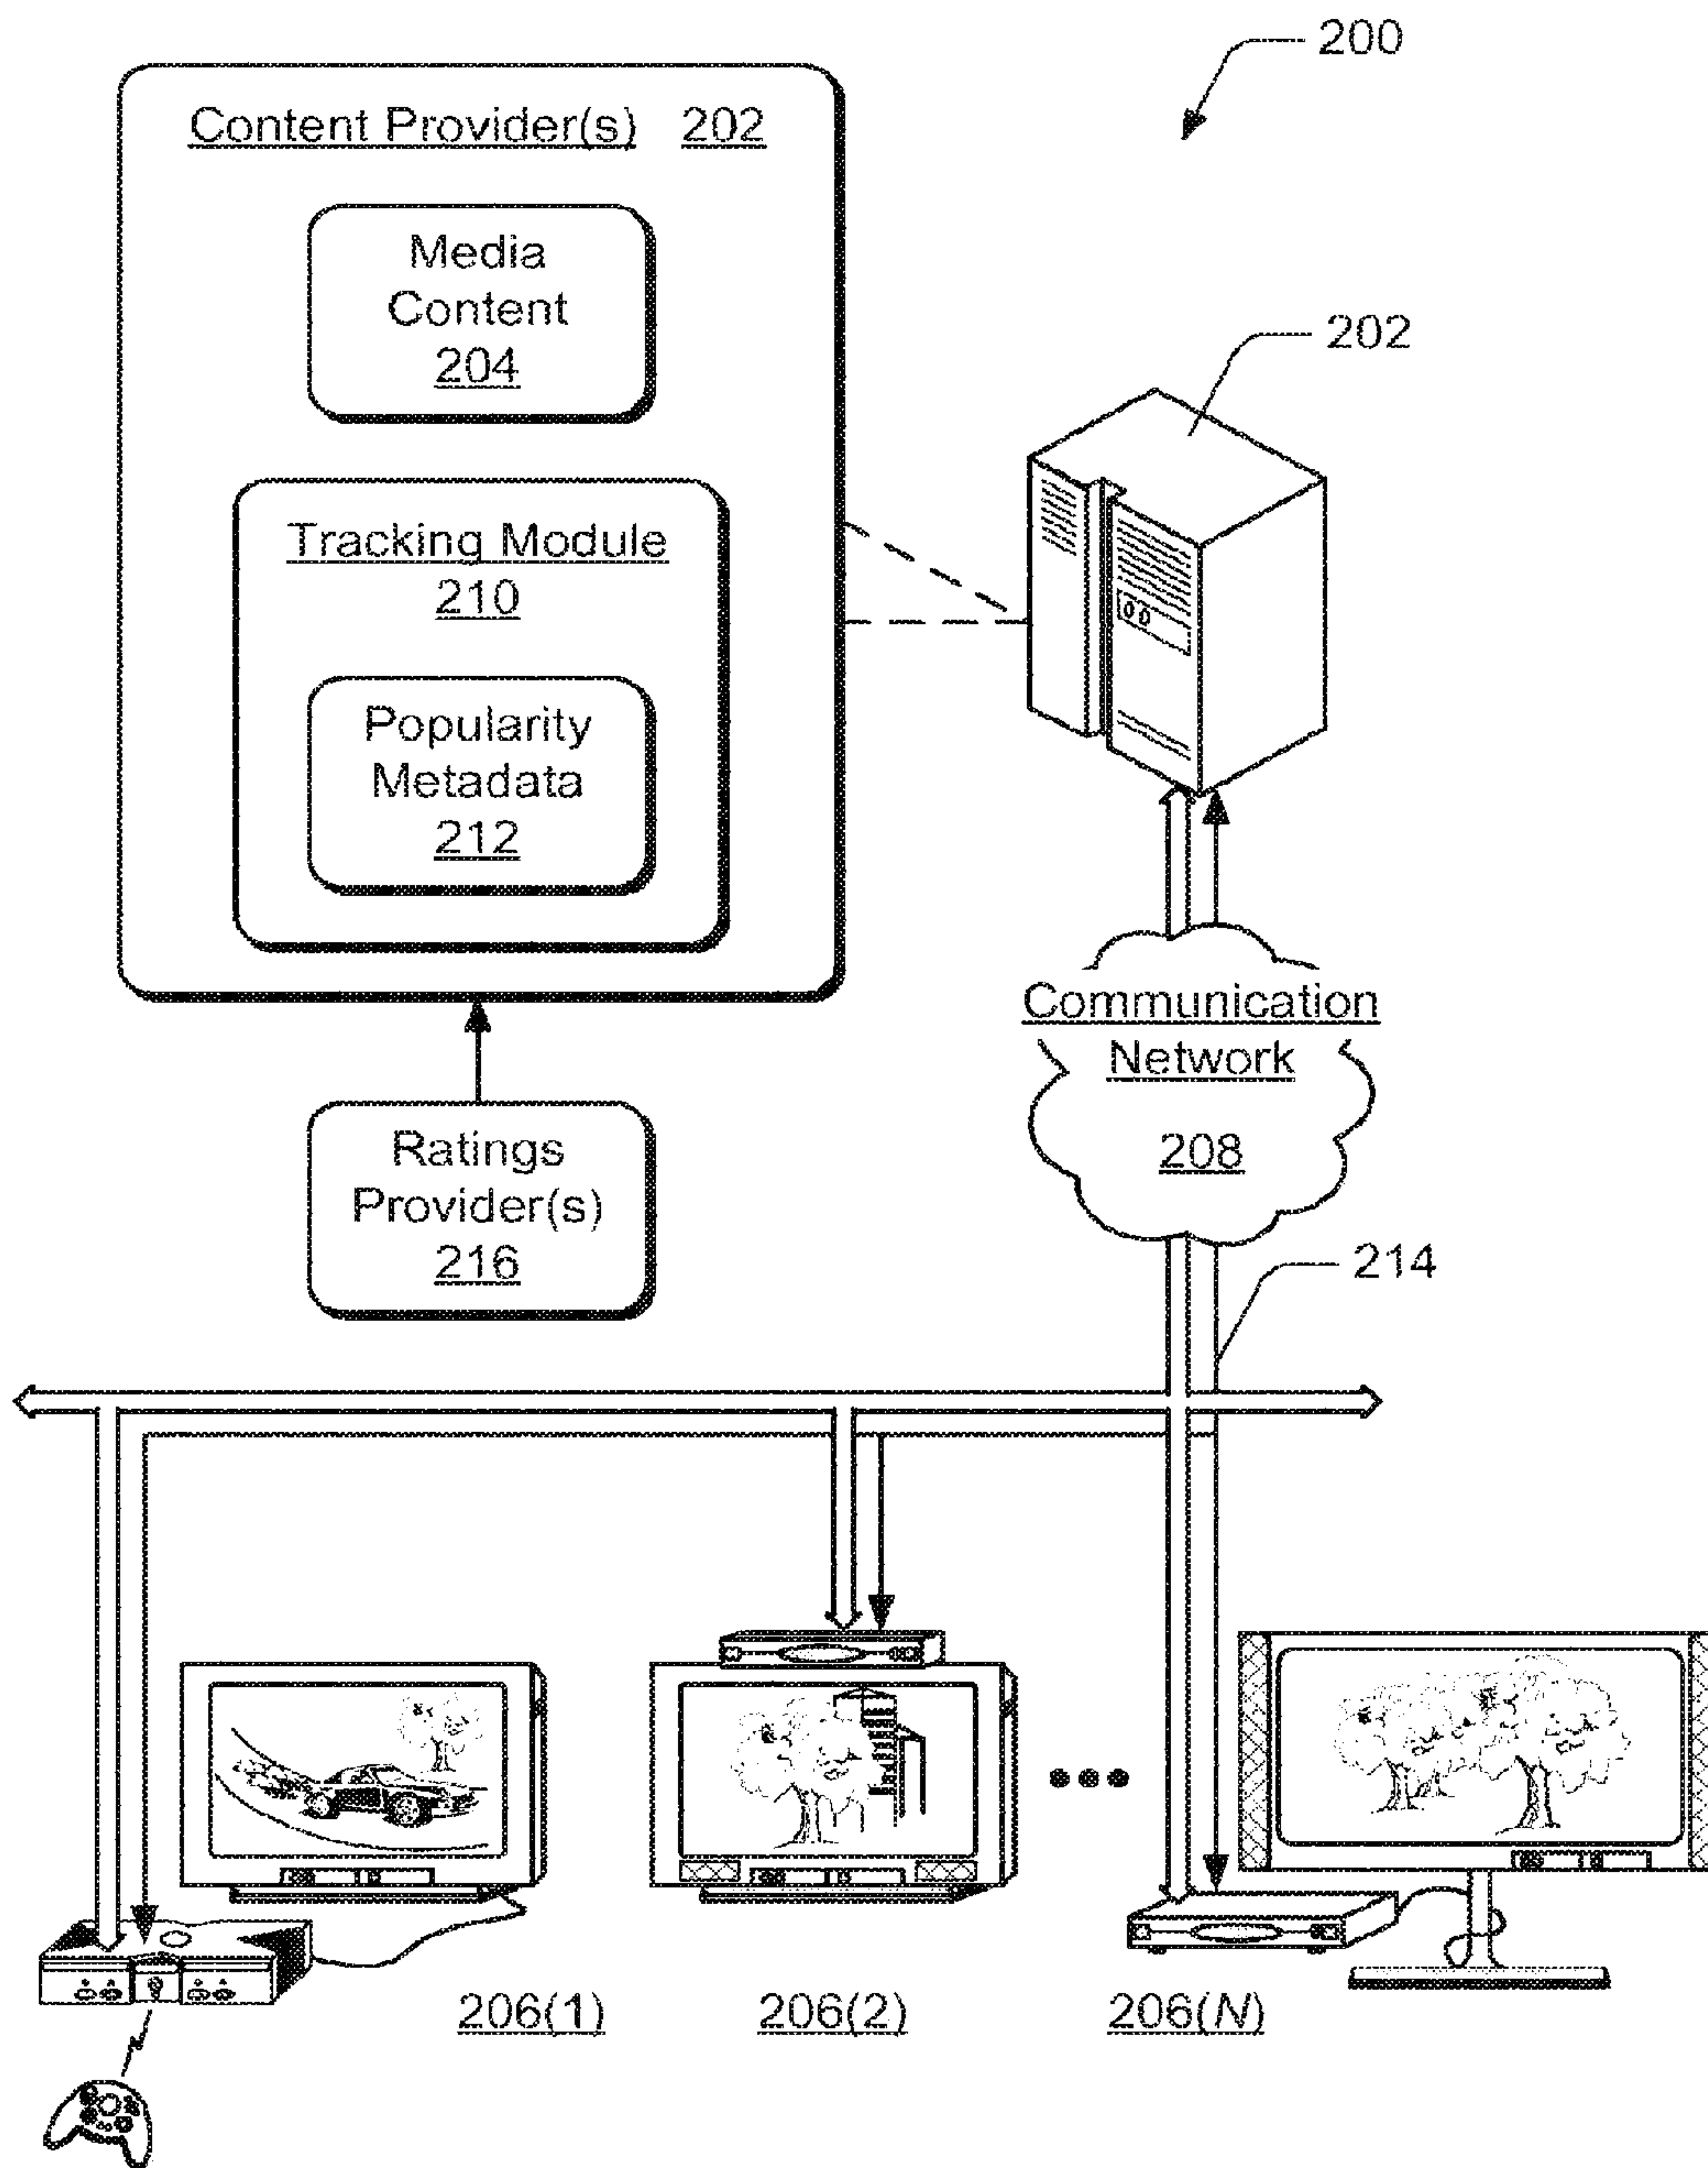 200
Content Provider(s) 202
Media
Content
204
202
Tracking Module
210
Popularity
Metadata
212
Communication
Network
208
Ratings
Provider(s)
216
214
206(1)
206(2)
206(N)